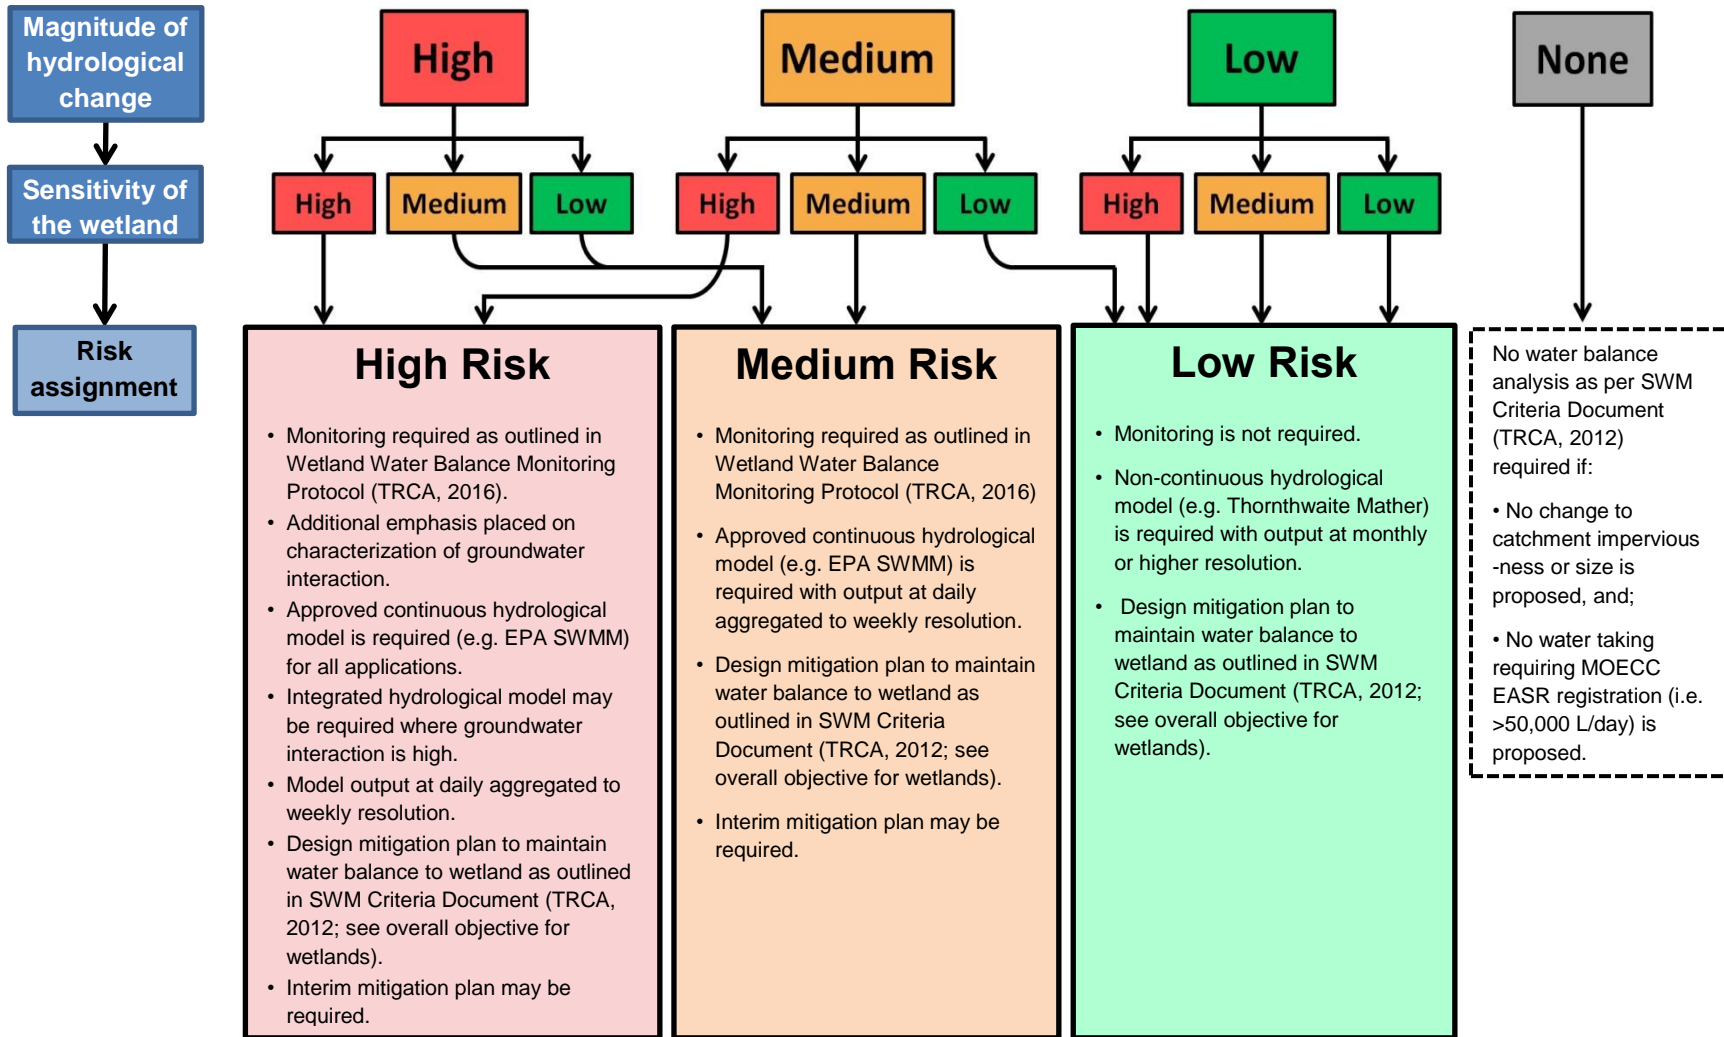 Magnitude of
hydrological
change
High
Medium
Low
None
Sensitivity of
the wetland
High
Medium
Low
High
Medium
Low
High
Medium
Low
Risk
assignment
High Risk
• Monitoring required as outlined in
Wetland Water Balance Monitoring
Protocol (TRCA, 2016).
• Additional emphasis placed on
characterization of groundwater
interaction.
• Approved continuous hydrological
model is required (e.g. EPA SWMM)
for all applications.
• Integrated hydrological model may
be required where groundwater
interaction is high.
• Model output at daily aggregated to
weekly resolution.
• Design mitigation plan to maintain
water balance to wetland as outlined
in SWM Criteria Document (TRCA,
2012; see overall objective for
wetlands).
• Interim mitigation plan may be
required.
Medium Risk
• Monitoring required as outlined in
Wetland Water Balance
Monitoring Protocol (TRCA, 2016)
• Approved continuous hydrological
model (e.g. EPA SWMM) is
required with output at daily
aggregated to weekly resolution.
• Design mitigation plan to maintain
water balance to wetland as
outlined in SWM Criteria
Document (TRCA, 2012; see
overall objective for wetlands).
• Interim mitigation plan may be
required.
Low Risk
• Monitoring is not required.
• Non-continuous hydrological
model (e.g. Thornthwaite Mather)
is required with output at monthly
or higher resolution.
• Design mitigation plan to
maintain water balance to
wetland as outlined in SWM
Criteria Document (TRCA, 2012;
see overall objective for
wetlands).
No water balance
analysis as per SWM
Criteria Document
(TRCA, 2012)
required if:
• No change to
catchment impervious
-ness or size is
proposed, and;
• No water taking
requiring MOECC
EASR registration (i.e.
>50,000 L/day) is
proposed.